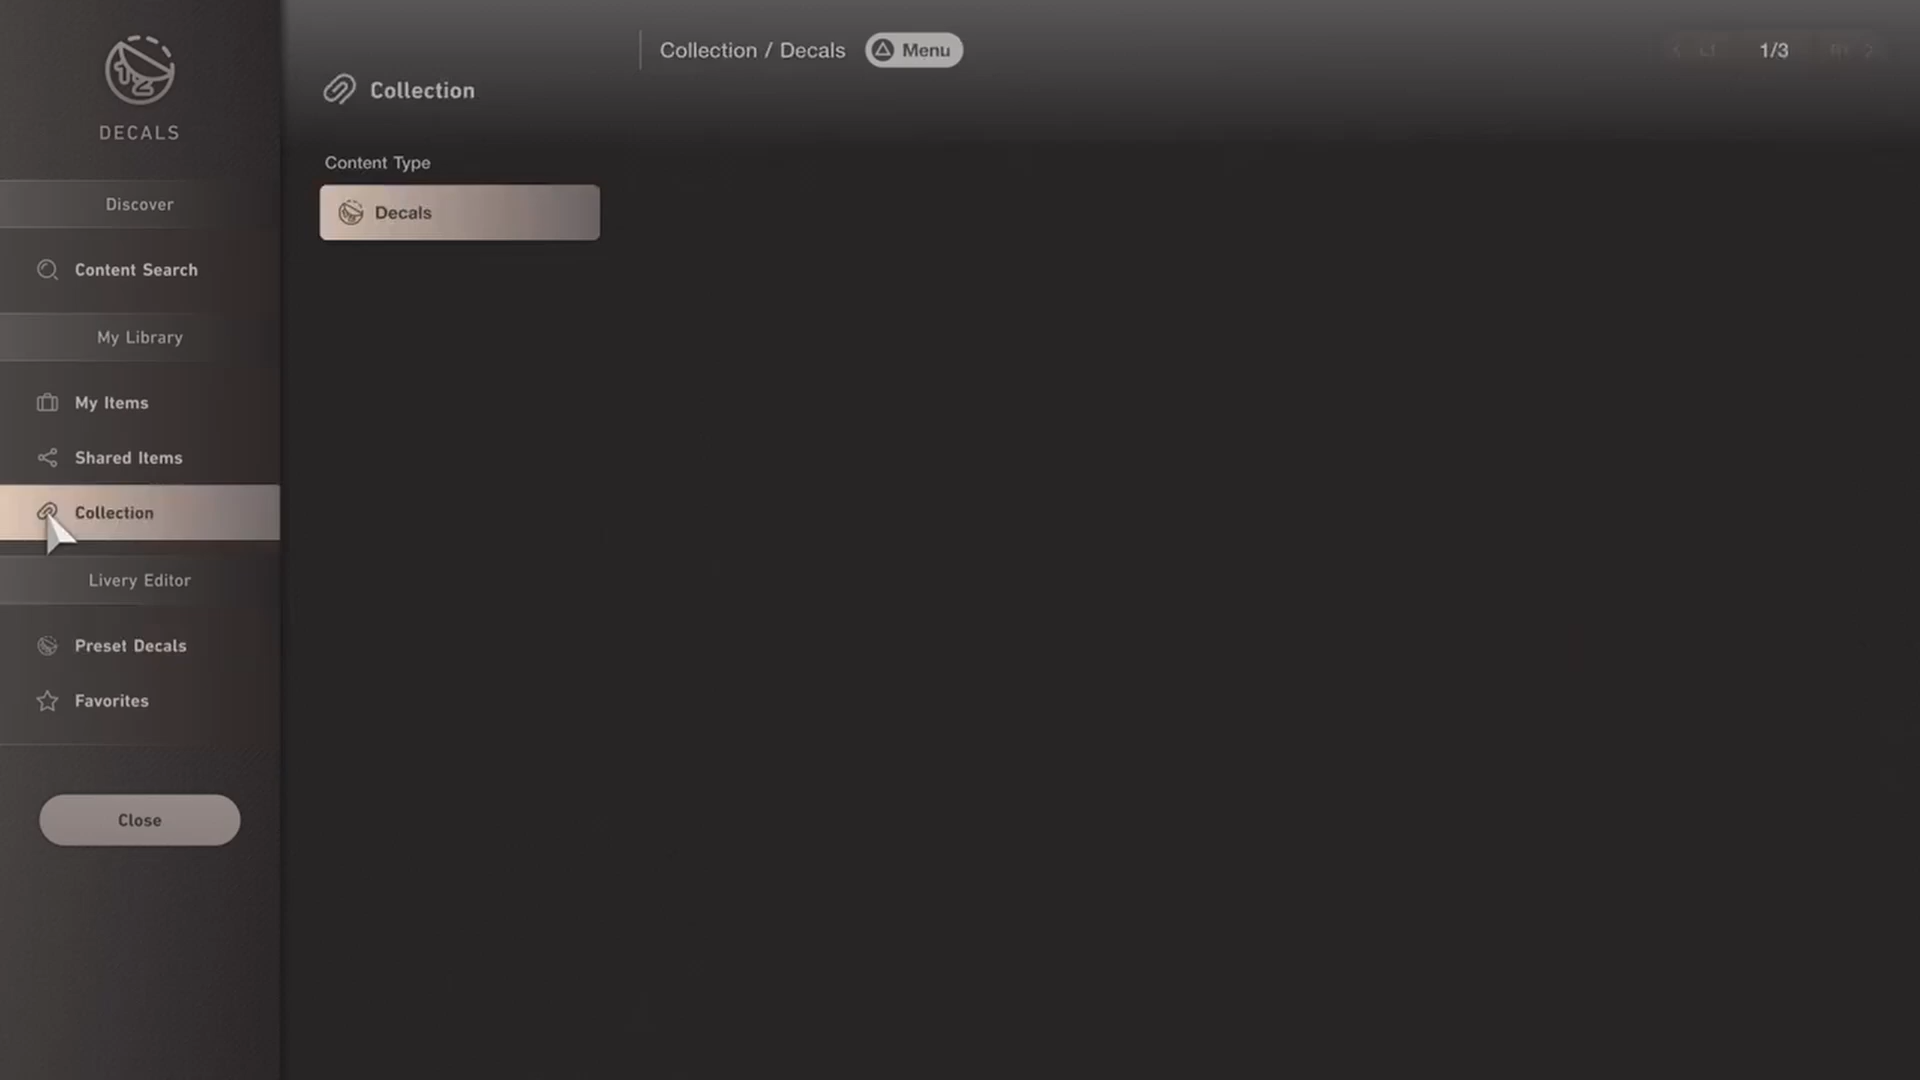 DECALS
Discover
Content Search
My Library
My Items
Shared Items
Collection
Livery Editor
Preset Decals
Favorites
Close
Collection
Content Type
Decals
Collection / Decals
Menu
1/3